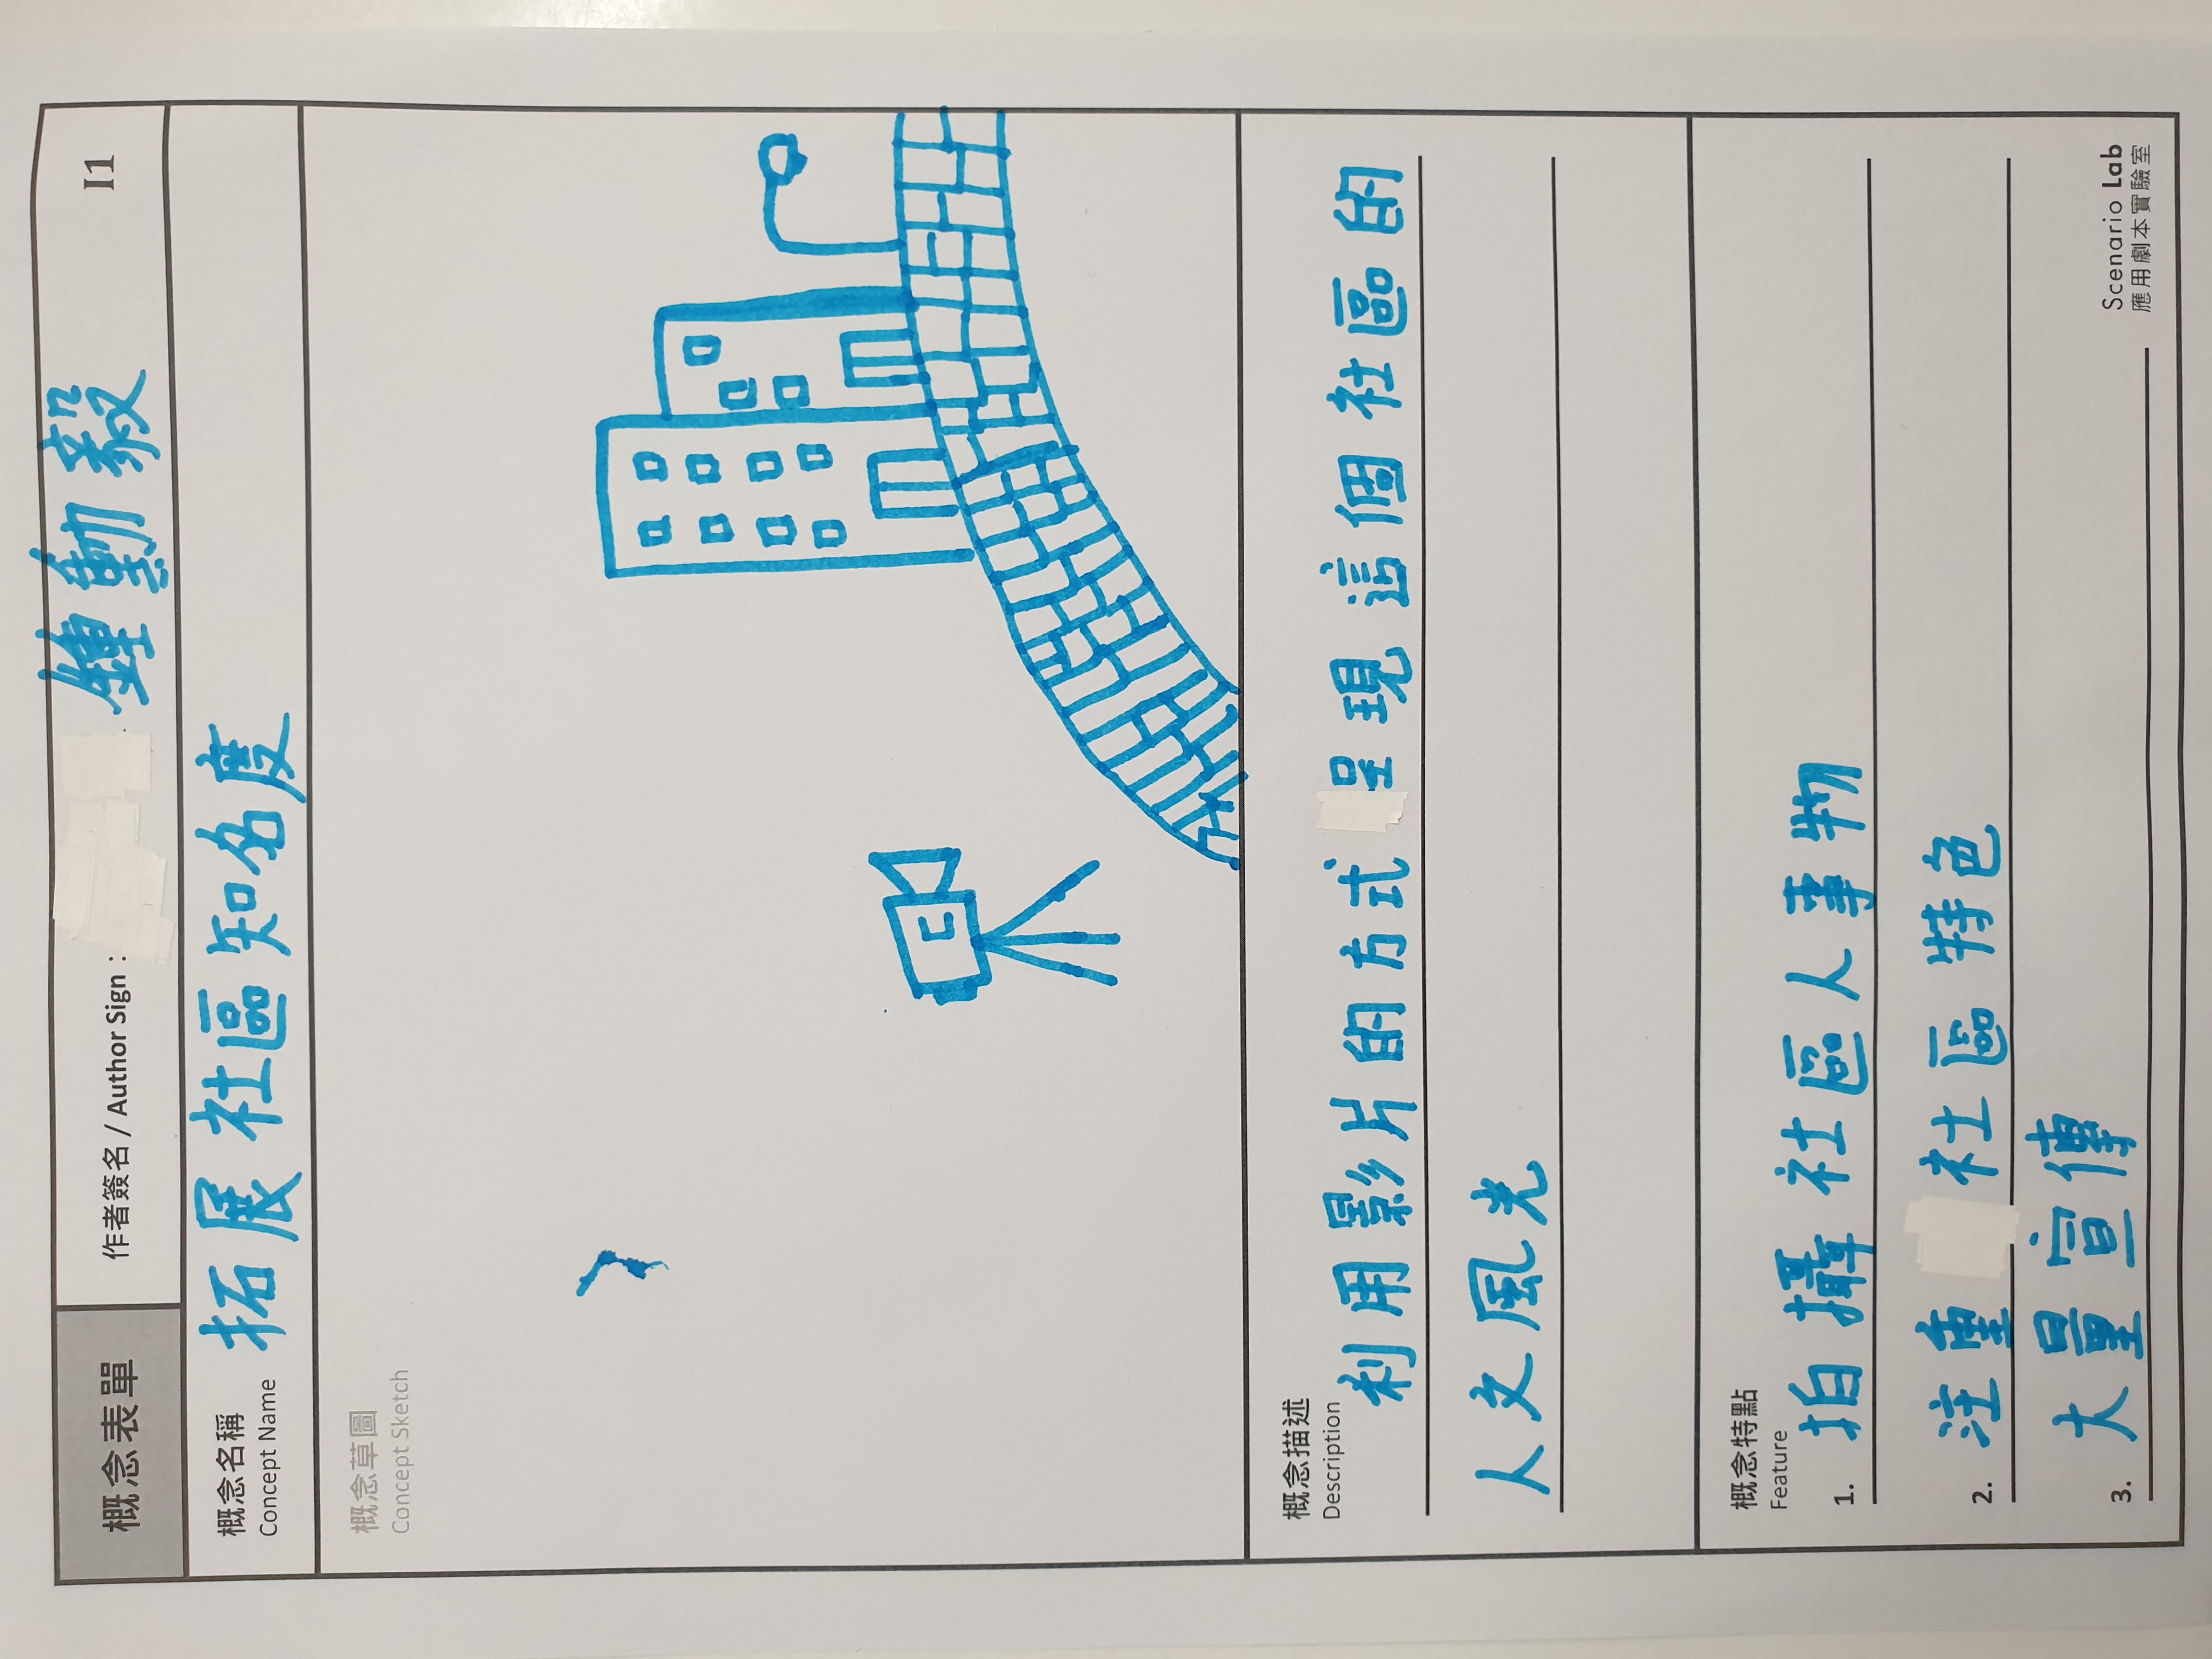 概念表單
作者簽名 / Author Sign：鍾勳毅
I1
概念名稱
Concept Name
拓展社區知名度
概念草圖
Concept Sketch
概念描述
Description
利用影片的方式呈現這個社區的
人文風光
概念特點
Feature
1. 拍攝社區人事物
2. 注重社區特色
3. 大量宣傳
Scenario Lab
應用劇本實驗室